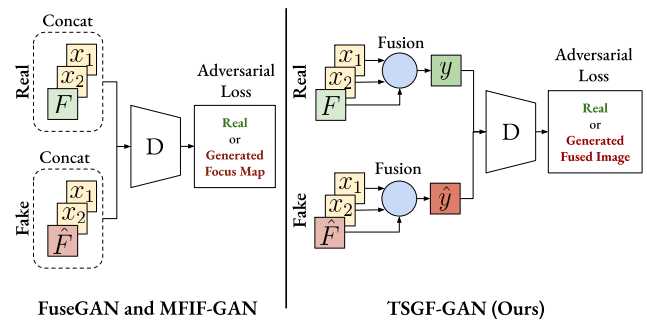 Concat
Real
x₁
x₂
F
Concat
Fake
x₁
x₂
F̂
D
Adversarial
Loss
Real
or
Generated
Focus Map
FuseGAN and MFIF-GAN
Real
x₁
x₂
F
Fusion
y
Fake
x₁
x₂
F̂
Fusion
ŷ
D
Adversarial
Loss
Real
or
Generated
Fused Image
TSGF-GAN (Ours)